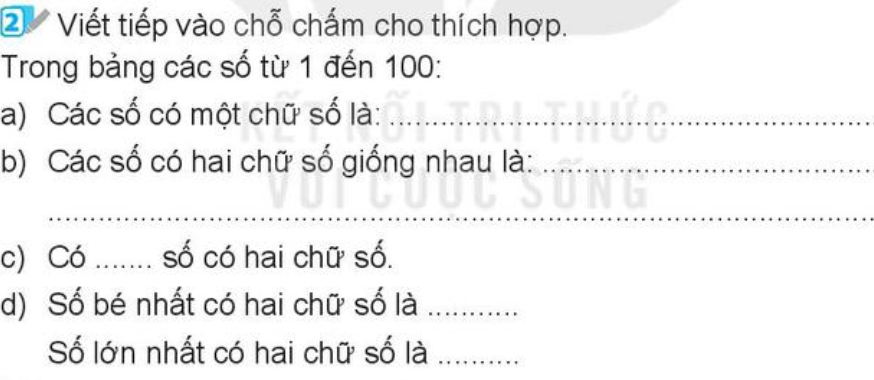 2 Viết tiếp vào chỗ chấm cho thích hợp.
Trong bảng các số từ 1 đến 100:
a) Các số có một chữ số là: ..........................................
b) Các số có hai chữ số giống nhau là: ..............................
..........................................................................
c) Có ....... số có hai chữ số.
d) Số bé nhất có hai chữ số là ...........
Số lớn nhất có hai chữ số là ..........
KẾT NỐI TRI THỨC
VỚI CUỘC SỐNG